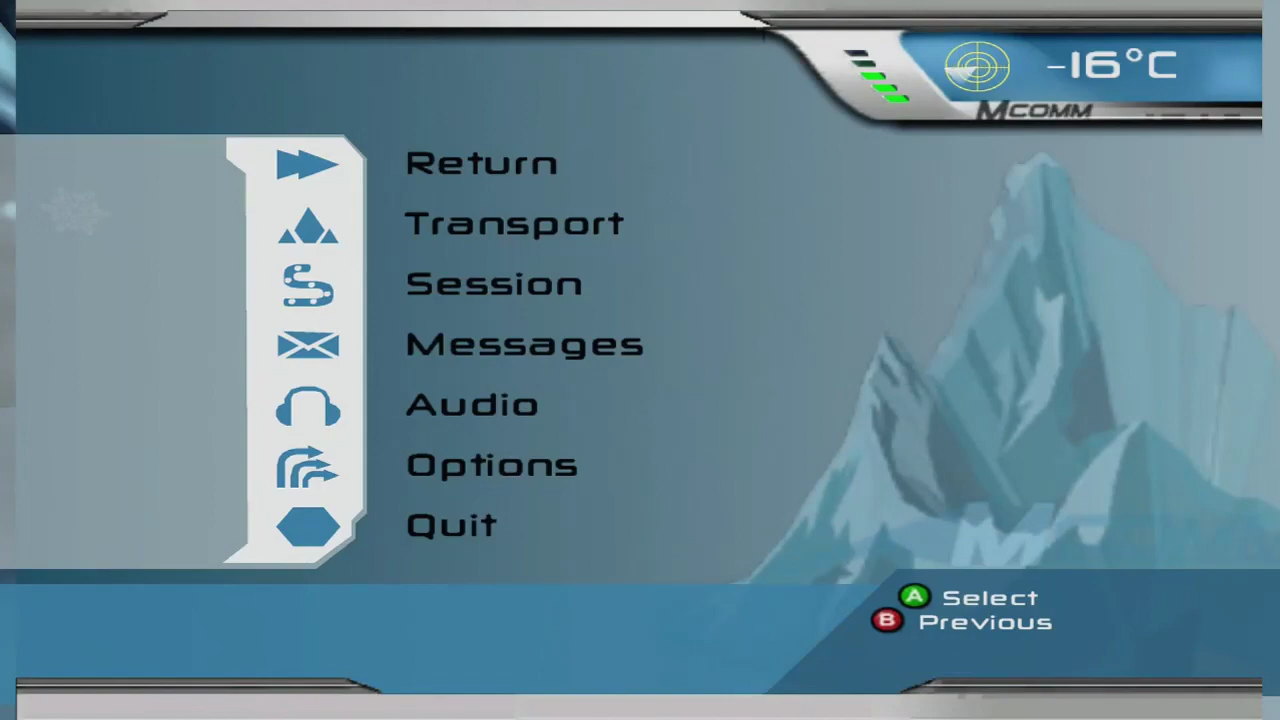 -16°C
MCOMM
Return
Transport
Session
Messages
Audio
Options
Quit
A Select
B Previous